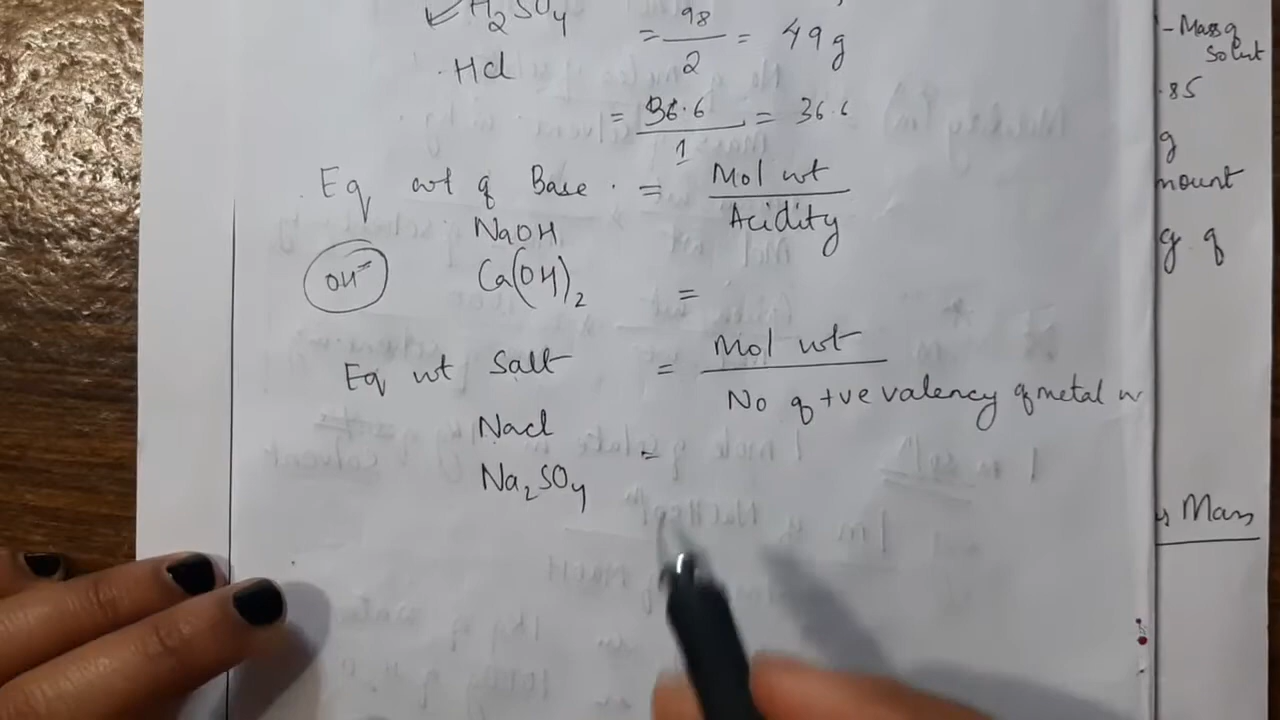 H2SO4 = 98/2 = 49 g
. HCl
= 36.6/1 = 36.6
Eq wt of Base . = Mol wt/Acidity
NaOH
OH⁻ Ca(OH)2 =
Eq wt Salt = Mol wt/No of +ve valency of metal
Nacl =
Na2SO4
- Mass of
Solut
.85
g
mount
g. of
Mass